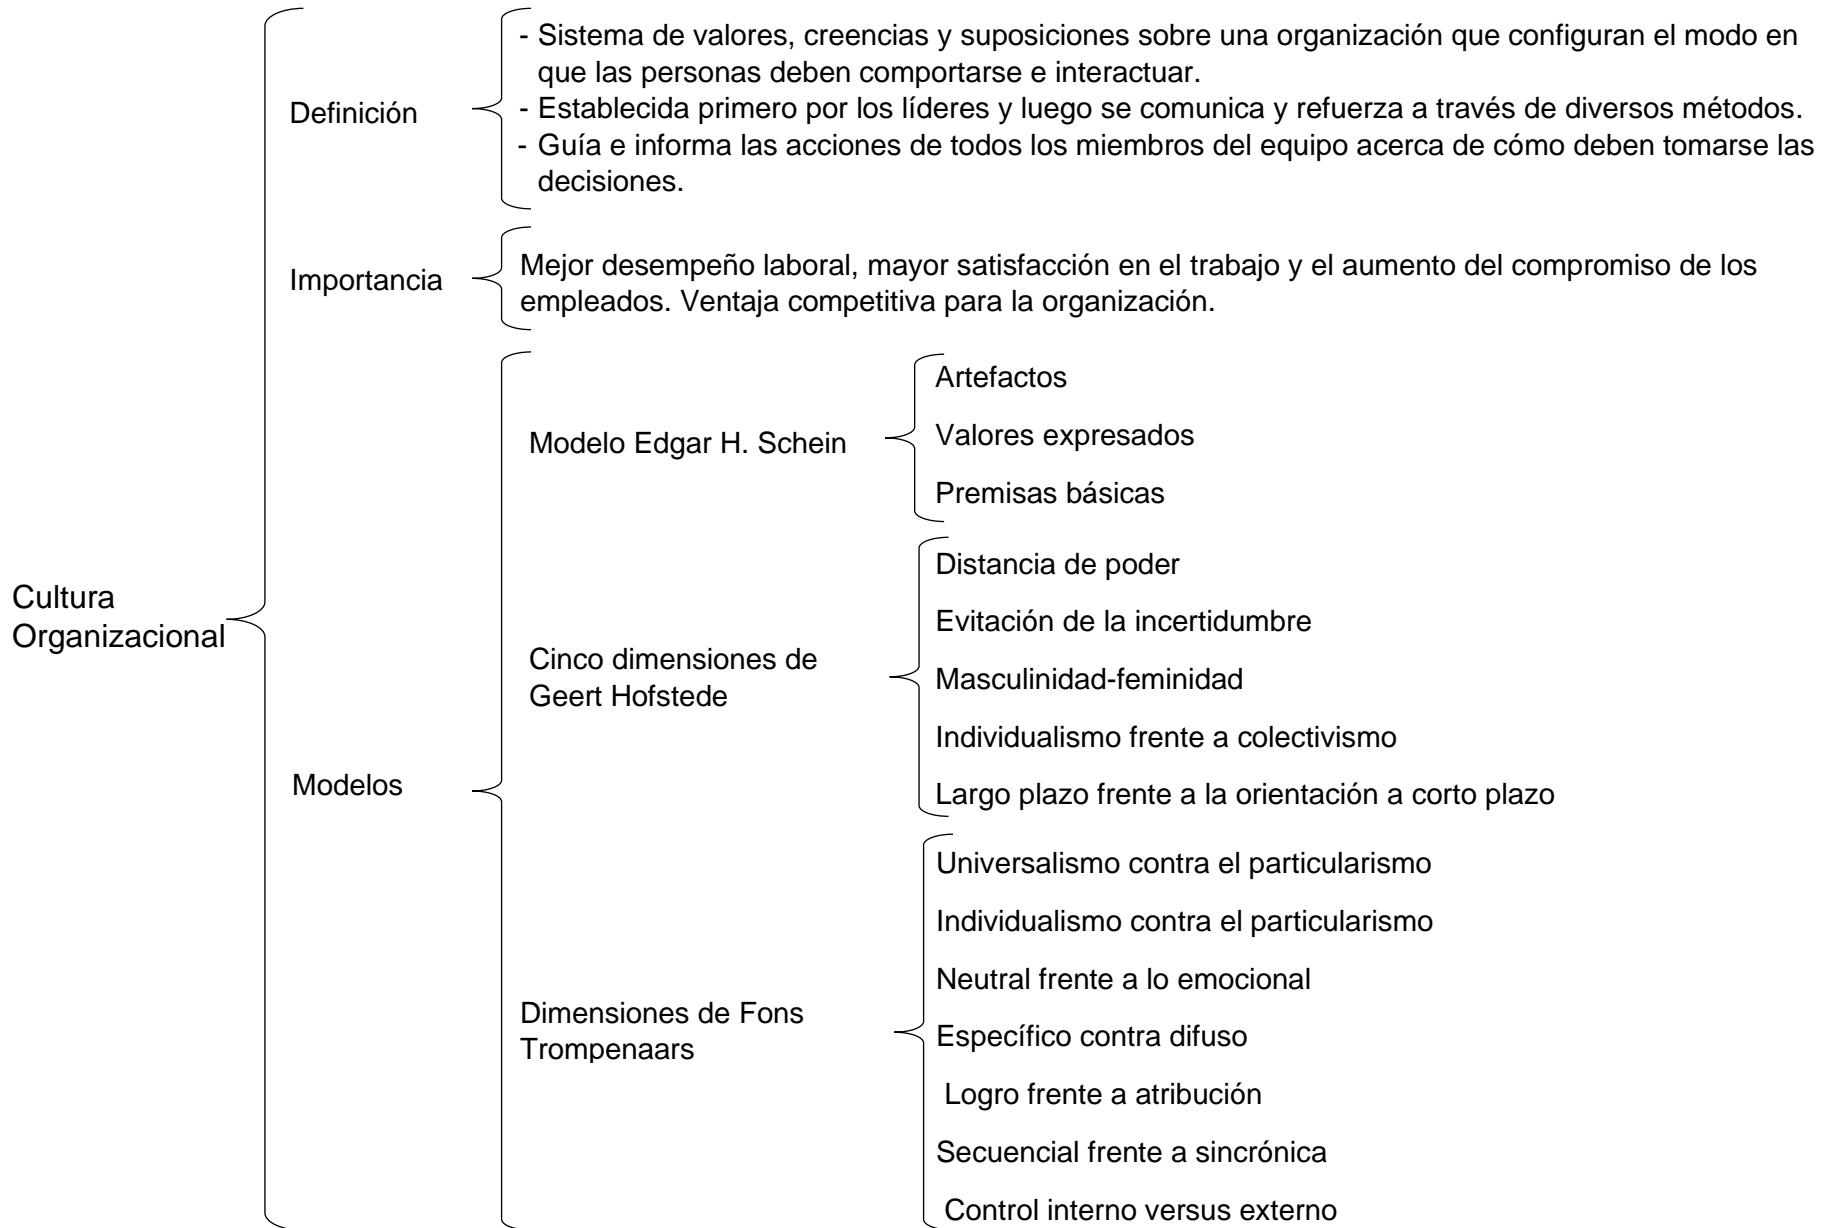 - Sistema de valores, creencias y suposiciones sobre una organización que configuran el modo en
que las personas deben comportarse e interactuar.
Definición
- Establecida primero por los líderes y luego se comunica y refuerza a través de diversos métodos.
- Guía e informa las acciones de todos los miembros del equipo acerca de cómo deben tomarse las
decisiones.
Importancia
Mejor desempeño laboral, mayor satisfacción en el trabajo y el aumento del compromiso de los
empleados. Ventaja competitiva para la organización.
Cultura
Organizacional
Modelos
Modelo Edgar H. Schein
Artefactos
Valores expresados
Premisas básicas
Cinco dimensiones de
Geert Hofstede
Distancia de poder
Evitación de la incertidumbre
Masculinidad-feminidad
Individualismo frente a colectivismo
Largo plazo frente a la orientación a corto plazo
Dimensiones de Fons
Trompenaars
Universalismo contra el particularismo
Individualismo contra el particularismo
Neutral frente a lo emocional
Específico contra difuso
Logro frente a atribución
Secuencial frente a sincrónica
Control interno versus externo